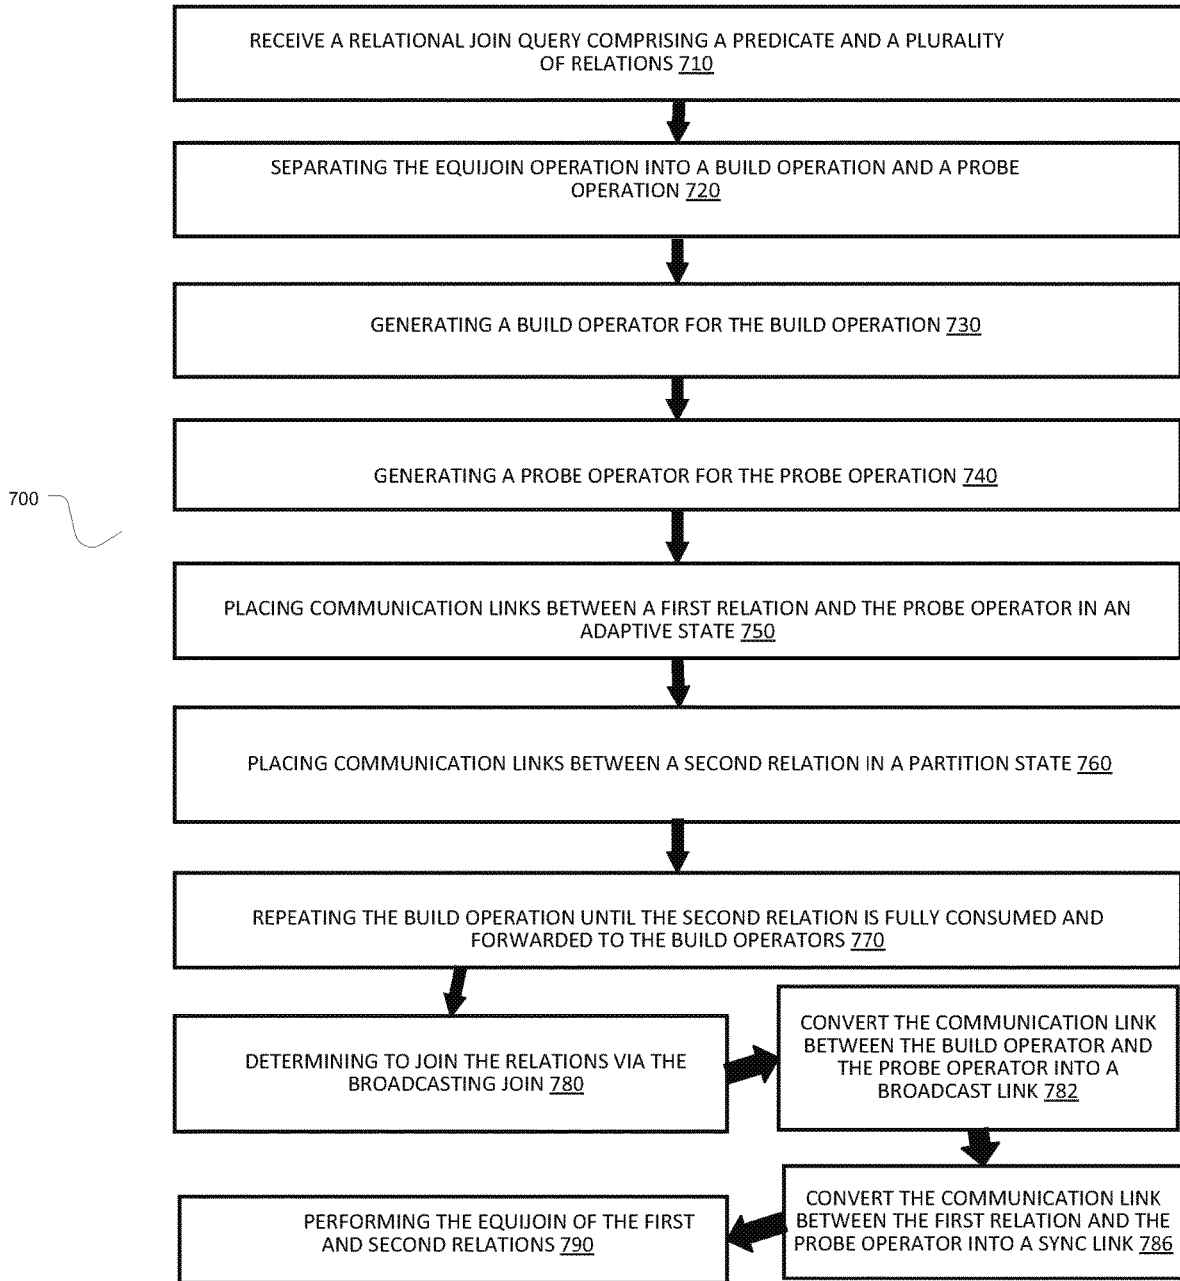 RECEIVE A RELATIONAL JOIN QUERY COMPRISING A PREDICATE AND A PLURALITY
OF RELATIONS 710
SEPARATING THE EQUIJOIN OPERATION INTO A BUILD OPERATION AND A PROBE
OPERATION 720
GENERATING A BUILD OPERATOR FOR THE BUILD OPERATION 730
GENERATING A PROBE OPERATOR FOR THE PROBE OPERATION 740
700
PLACING COMMUNICATION LINKS BETWEEN A FIRST RELATION AND THE PROBE OPERATOR IN AN
ADAPTIVE STATE 750
PLACING COMMUNICATION LINKS BETWEEN A SECOND RELATION IN A PARTITION STATE 760
REPEATING THE BUILD OPERATION UNTIL THE SECOND RELATION IS FULLY CONSUMED AND
FORWARDED TO THE BUILD OPERATORS 770
DETERMINING TO JOIN THE RELATIONS VIA THE
BROADCASTING JOIN 780
CONVERT THE COMMUNICATION LINK
BETWEEN THE BUILD OPERATOR AND
THE PROBE OPERATOR INTO A
BROADCAST LINK 782
CONVERT THE COMMUNICATION LINK
BETWEEN THE FIRST RELATION AND THE
PROBE OPERATOR INTO A SYNC LINK 786
PERFORMING THE EQUIJOIN OF THE FIRST
AND SECOND RELATIONS 790